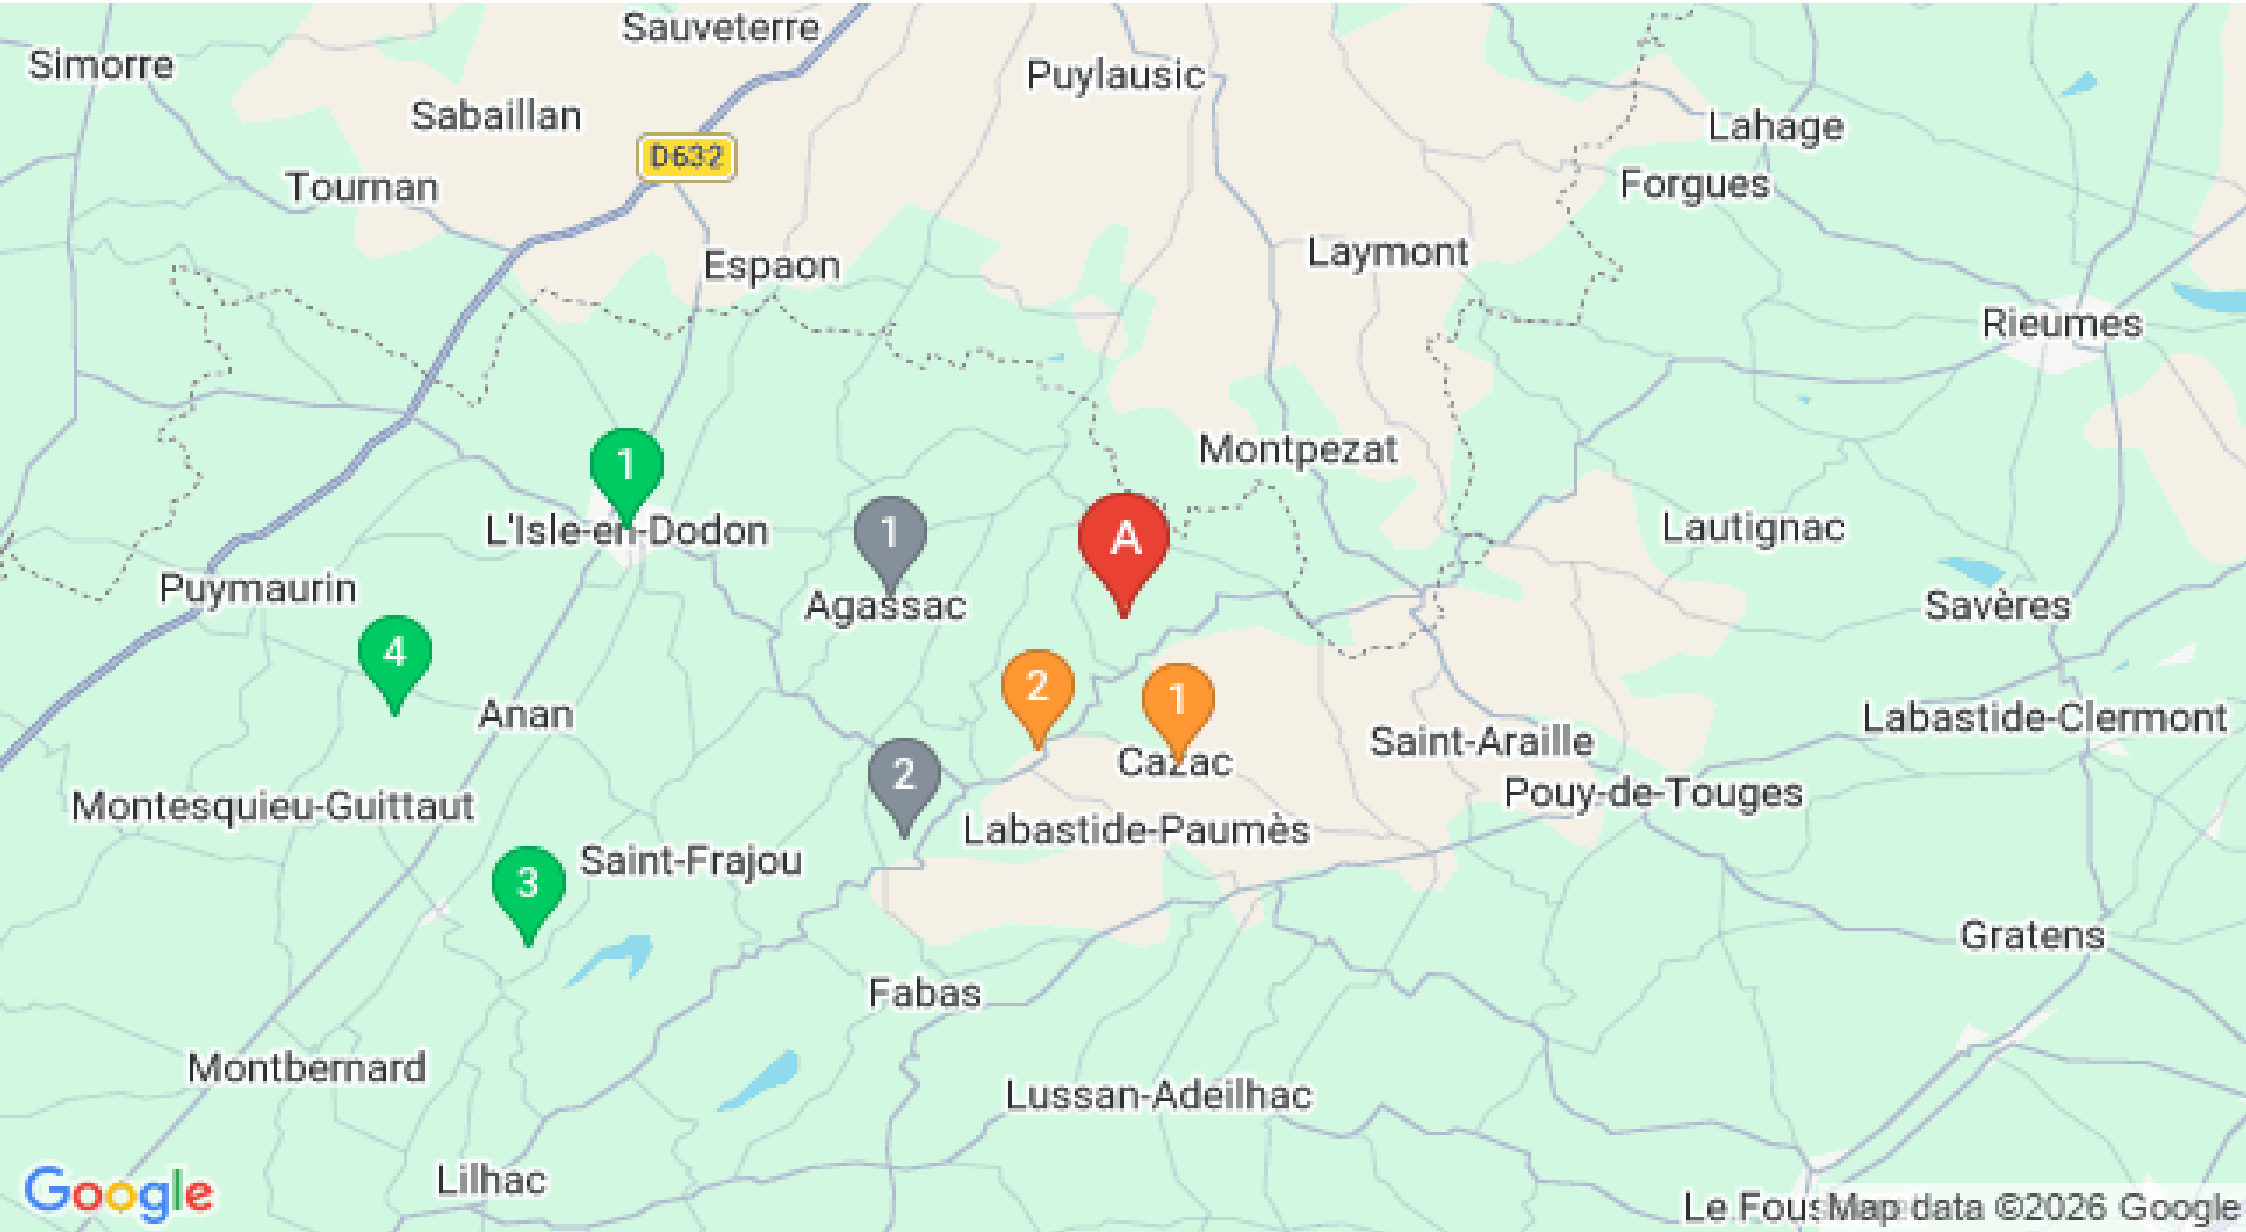 Sauveterre
Simorre
Puylausic
Sabaillan
Lahage
D632
Tournan
Forgues
Laymont
Espaon
Rieumes
Montpezat
1
L'Isle-en-Dodon
1
A
Lautignac
Puymaurin
Agassac
Savères
4
2
1
Anan
Labastide-Clermont
Saint-Araille
Cazac
2
Pouy-de-Touges
Montesquieu-Guittaut
Labastide-Paumès
Saint-Frajou
3
Gratens
Fabas
Montbernard
Lussan-Adeilhac
Lilhac
Google
Le Fous
Map data ©2026 Google